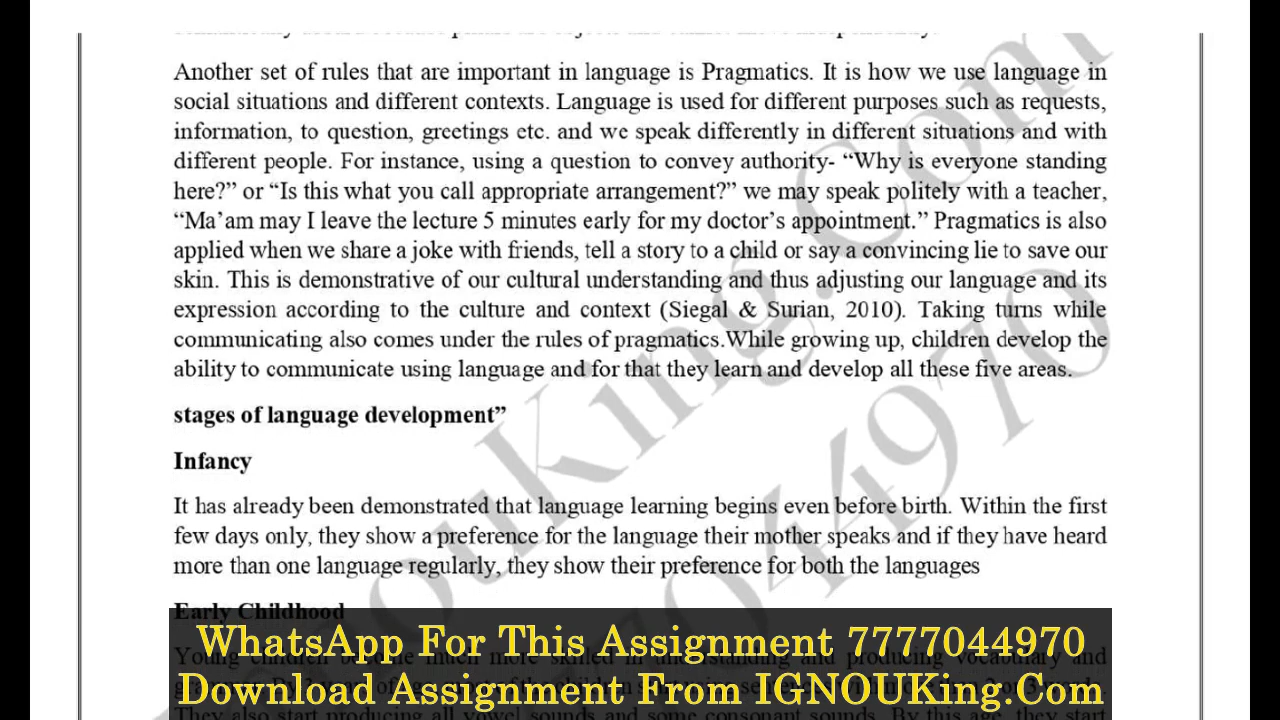 Another set of rules that are important in language is Pragmatics. It is how we use language in
social situations and different contexts. Language is used for different purposes such as requests,
information, to question, greetings etc. and we speak differently in different situations and with
different people. For instance, using a question to convey authority- “Why is everyone standing
here?” or “Is this what you call appropriate arrangement?” we may speak politely with a teacher,
“Ma’am may I leave the lecture 5 minutes early for my doctor’s appointment.” Pragmatics is also
applied when we share a joke with friends, tell a story to a child or say a convincing lie to save our
skin. This is demonstrative of our cultural understanding and thus adjusting our language and its
expression according to the culture and context (Siegal & Surian, 2010). Taking turns while
communicating also comes under the rules of pragmatics.While growing up, children develop the
ability to communicate using language and for that they learn and develop all these five areas.
stages of language development”
Infancy
It has already been demonstrated that language learning begins even before birth. Within the first
few days only, they show a preference for the language their mother speaks and if they have heard
more than one language regularly, they show their preference for both the languages
Early Childhood
WhatsApp For This Assignment 7777044970
Download Assignment From IGNOUKing.Com